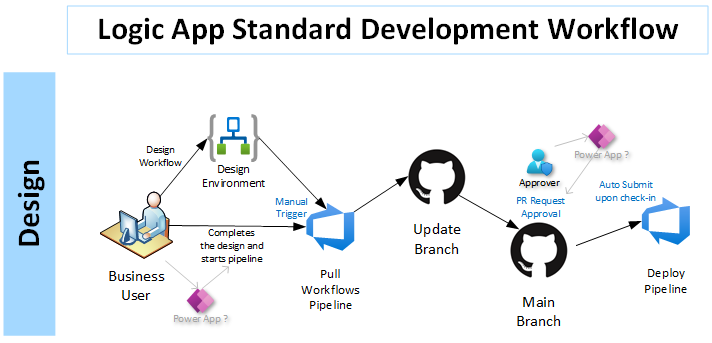 Logic App Standard Development Workflow
Design
Design
Workflow
Design
Environment
Manual
Trigger
Completes
the design and
starts pipeline
Business
User
Power App ?
Pull
Workflows
Pipeline
Update
Branch
Approver
Power App ?
PR Request
Approval
Auto Submit
upon check-in
Main
Branch
Deploy
Pipeline